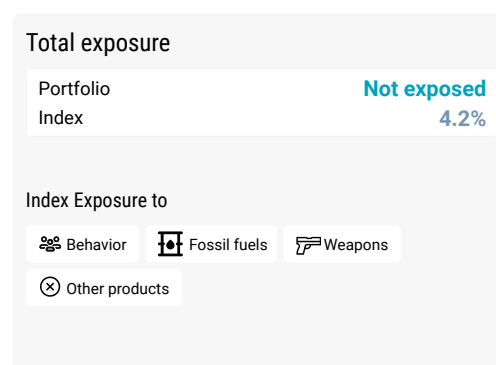 Total exposure
Portfolio Not exposed
Index 4.2%
Index Exposure to
Behavior Fossil fuels Weapons
Other products